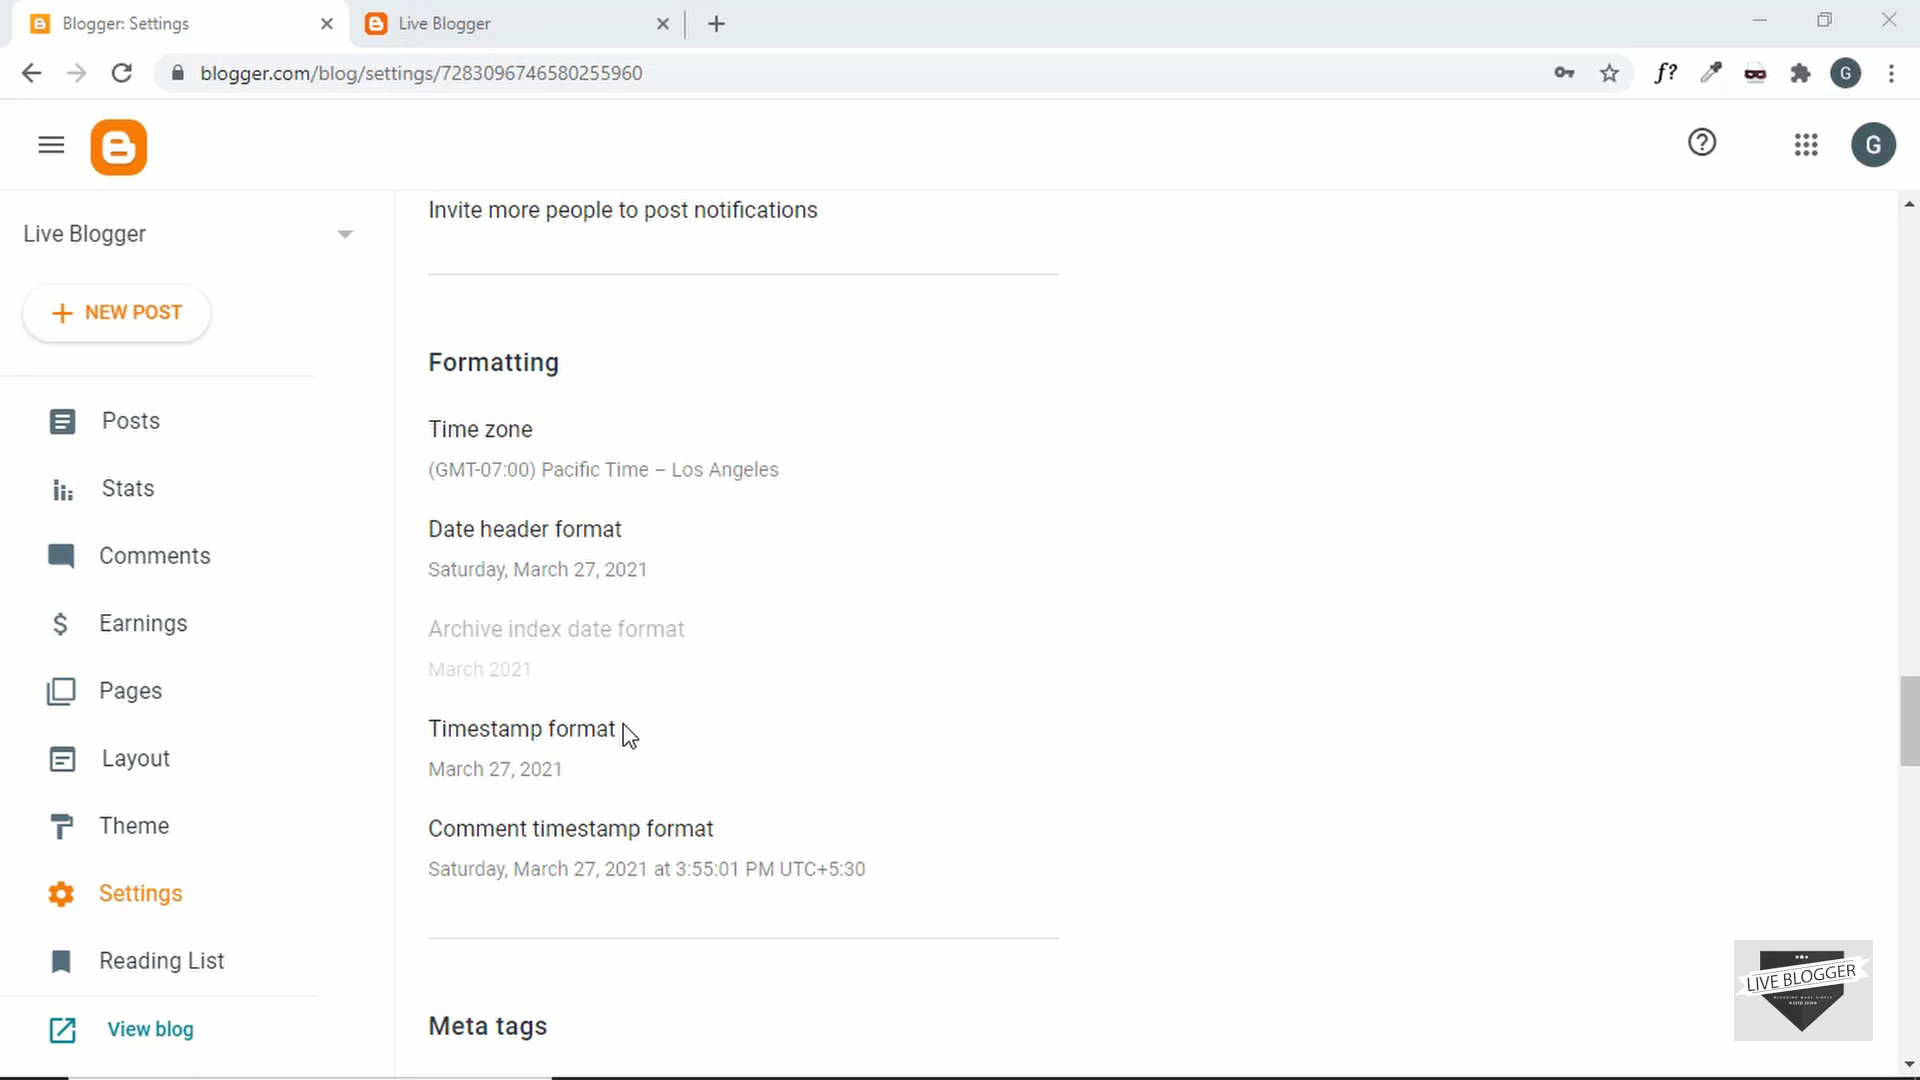 Blogger: Settings
Live Blogger
blogger.com/blog/settings/7283096746580255960
f?
G
G
Live Blogger
NEW POST
Posts
Stats
Comments
Earnings
Pages
Layout
Theme
Settings
Reading List
View blog
Invite more people to post notifications
Formatting
Time zone
(GMT-07:00) Pacific Time – Los Angeles
Date header format
Saturday, March 27, 2021
Archive index date format
March 2021
Timestamp format
March 27, 2021
Comment timestamp format
Saturday, March 27, 2021 at 3:55:01 PM UTC+5:30
Meta tags
LIVE BLOGGER